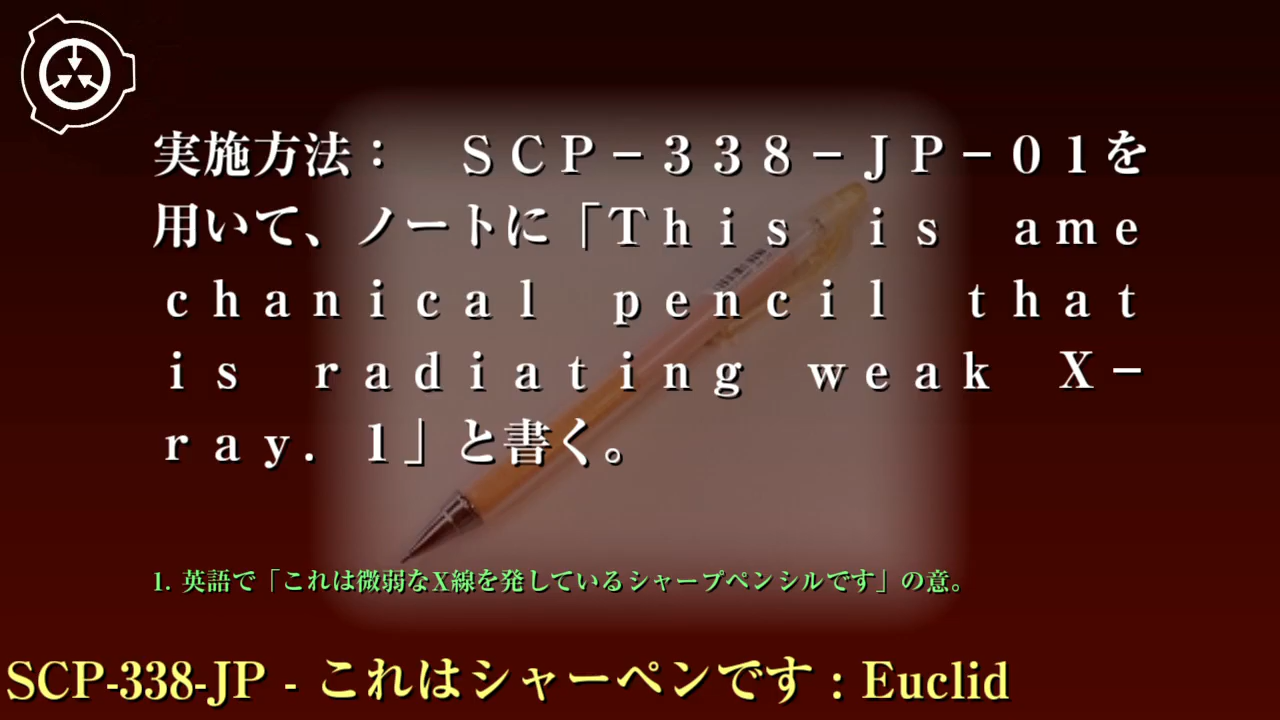 実施方法：　ＳＣＰ－３３８－ＪＰ－０１を
用いて、ノートに「Ｔｈｉｓ　ｉｓ　ａｍｅ
ｃｈａｎｉｃａｌ　ｐｅｎｃｉｌ　ｔｈａｔ
ｉｓ　ｒａｄｉａｔｉｎｇ　ｗｅａｋ　Ｘ－
ｒａｙ．１」と書く。
1. 英語で「これは微弱なX線を発しているシャープペンシルです」の意。
SCP-338-JP - これはシャーペンです : Euclid